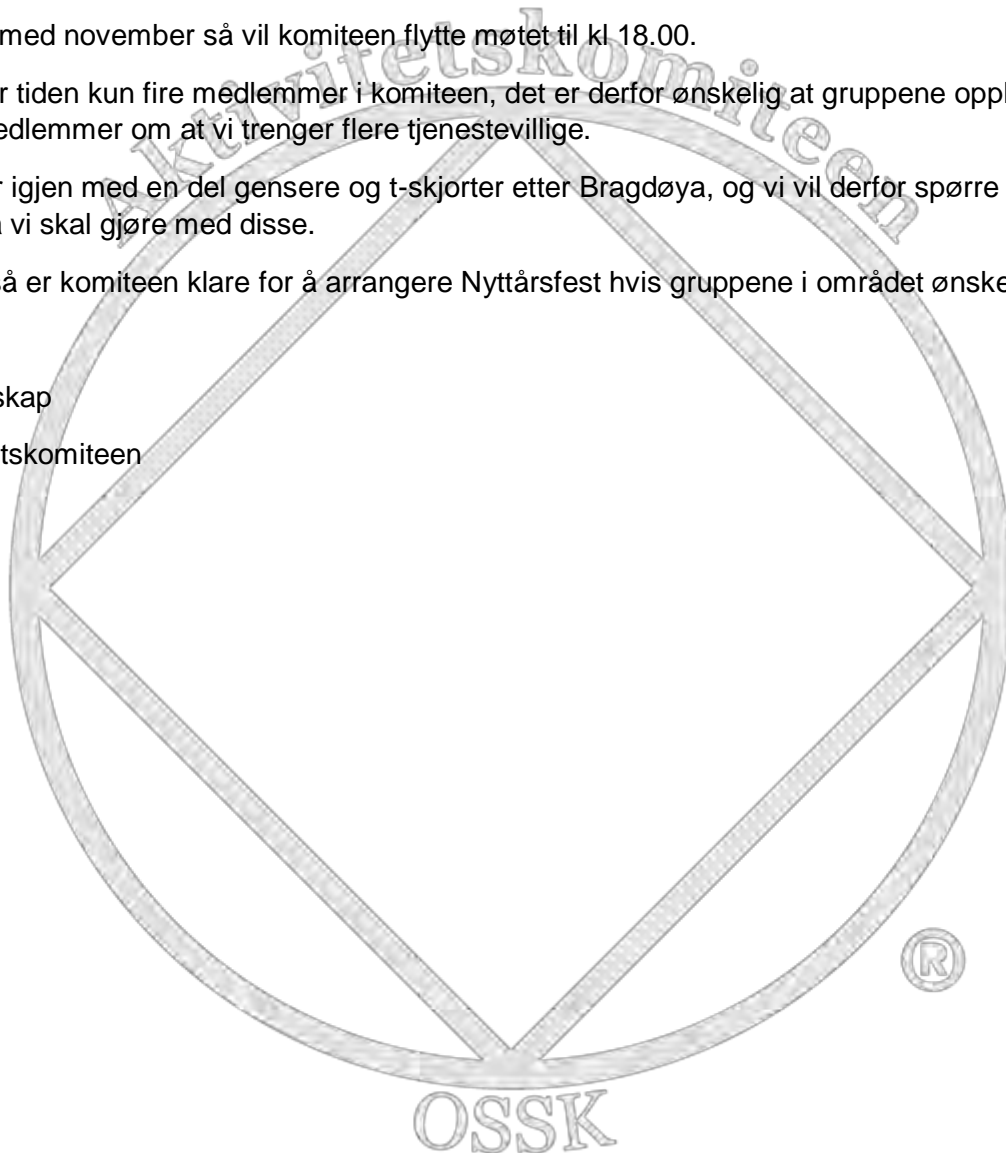 med november så vil komiteen flytte møtet til kl 18.00.
r tiden kun fire medlemmer i komiteen, det er derfor ønskelig at gruppene oppl
edlemmer om at vi trenger flere tjenestevillige.
r igjen med en del gensere og t-skjorter etter Bragdøya, og vi vil derfor spørre
a vi skal gjøre med disse.
så er komiteen klare for å arrangere Nyttårsfest hvis gruppene i området ønske
skap
tskomiteen
Aktivitetskomiteen
®
OSSK